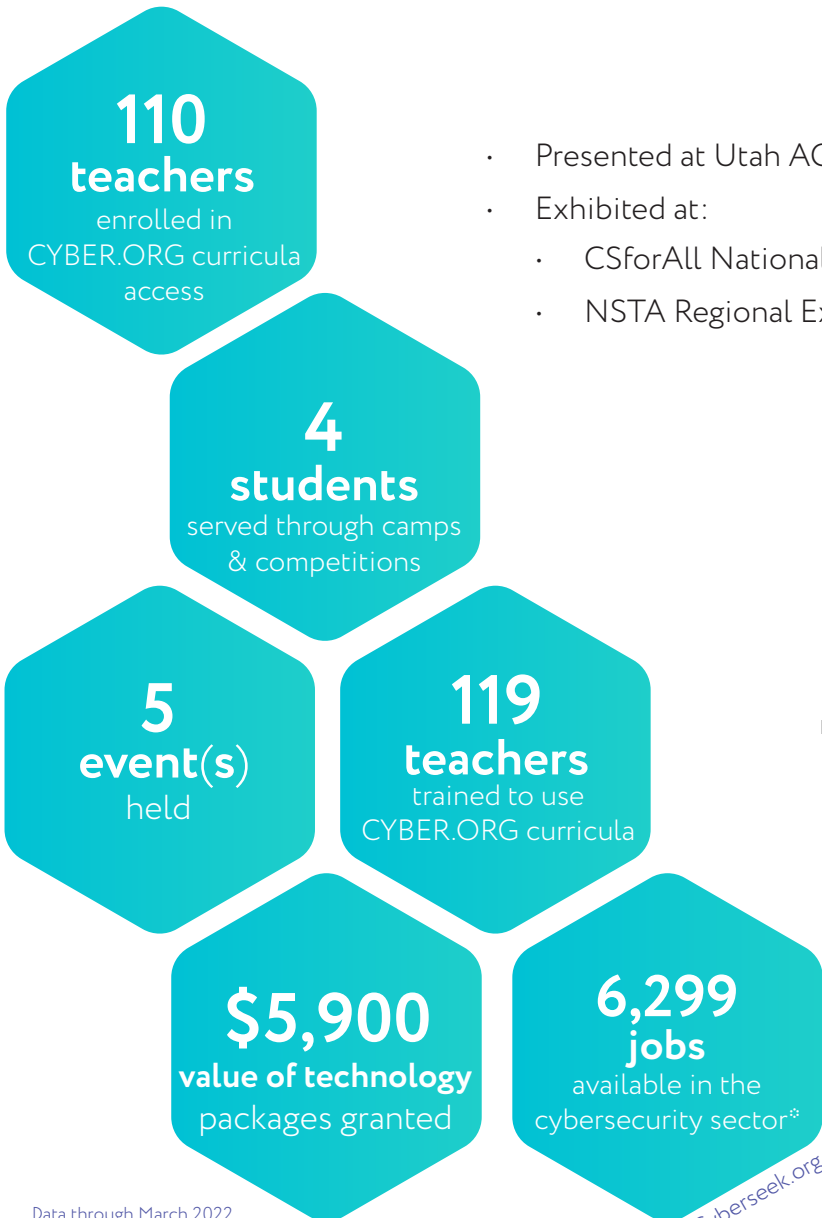 110
teachers
enrolled in
CYBER.ORG curricula
access
• Presented at Utah
• Exhibited at:
• CSforAll National
• NSTA Regional
4
students
served through camps
& competitions
5
event(s)
held
119
teachers
trained to use
CYBER.ORG curricula
$5,900
value of technology
packages granted
6,299
jobs
available in the
cybersecurity sector*
Data through March 2022